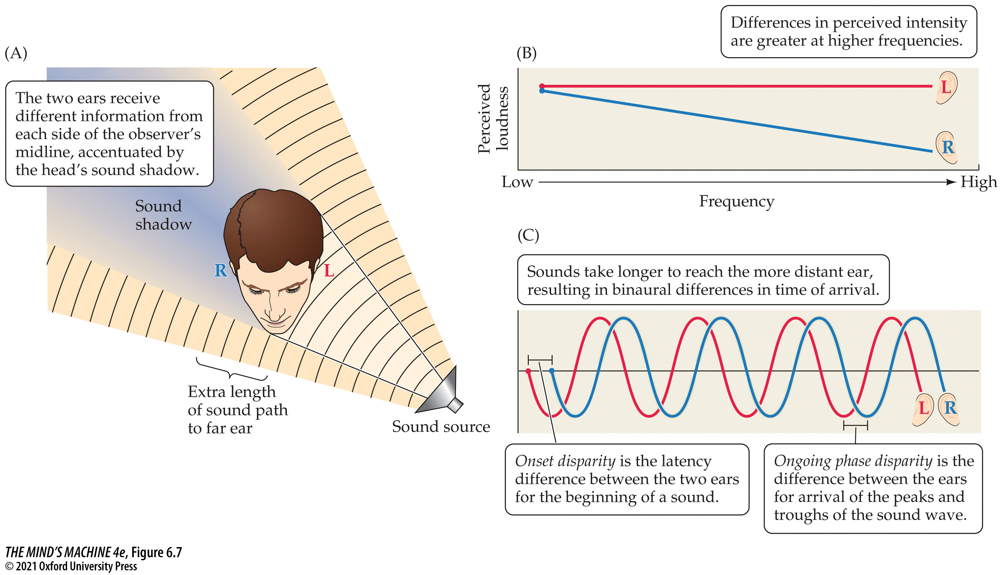 (A)
The two ears receive
different information from
each side of the observer's
midline, accentuated by
the head's sound shadow.
Sound
shadow
R
L
Extra length
of sound path
to far ear
Sound source
(B)
Differences in perceived intensity
are greater at higher frequencies.
Perceived
loudness
L
R
Low
High
Frequency
(C)
Sounds take longer to reach the more distant ear,
resulting in binaural differences in time of arrival.
L
R
Onset disparity is the latency
difference between the two ears
for the beginning of a sound.
Ongoing phase disparity is the
difference between the ears
for arrival of the peaks and
troughs of the sound wave.
THE MIND'S MACHINE 4e, Figure 6.7
© 2021 Oxford University Press